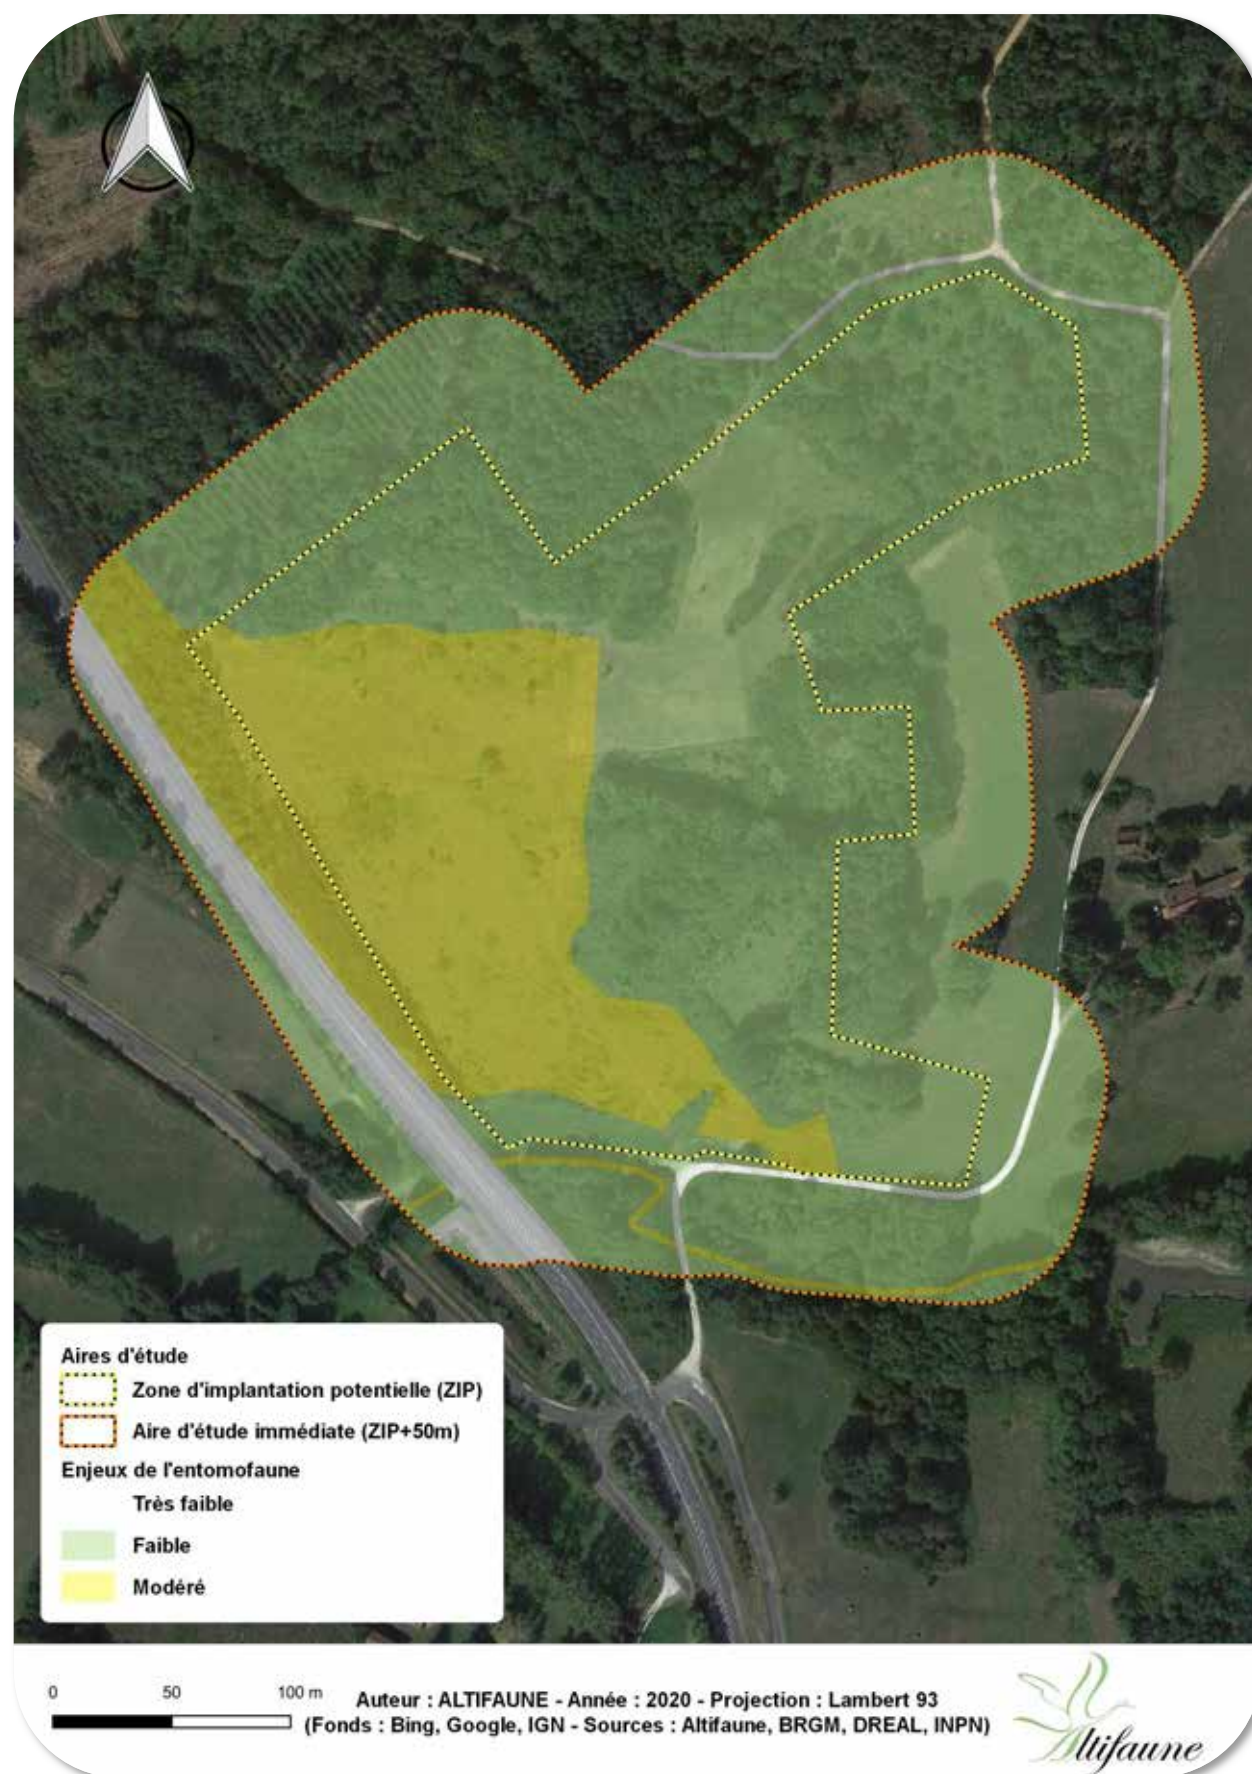 Aires d'étude
Zone d'implantation potentielle (ZIP)
Aire d'étude immédiate (ZIP+50m)
Enjeux de l'entomofaune
Très faible
Faible
Modéré
0 50 100 m
Auteur : ALTIFAUNE - Année : 2020 - Projection : Lambert 93
(Fonds : Bing, Google, IGN - Sources : Altifaune, BRGM, DREAL, INPN)
Altifaune